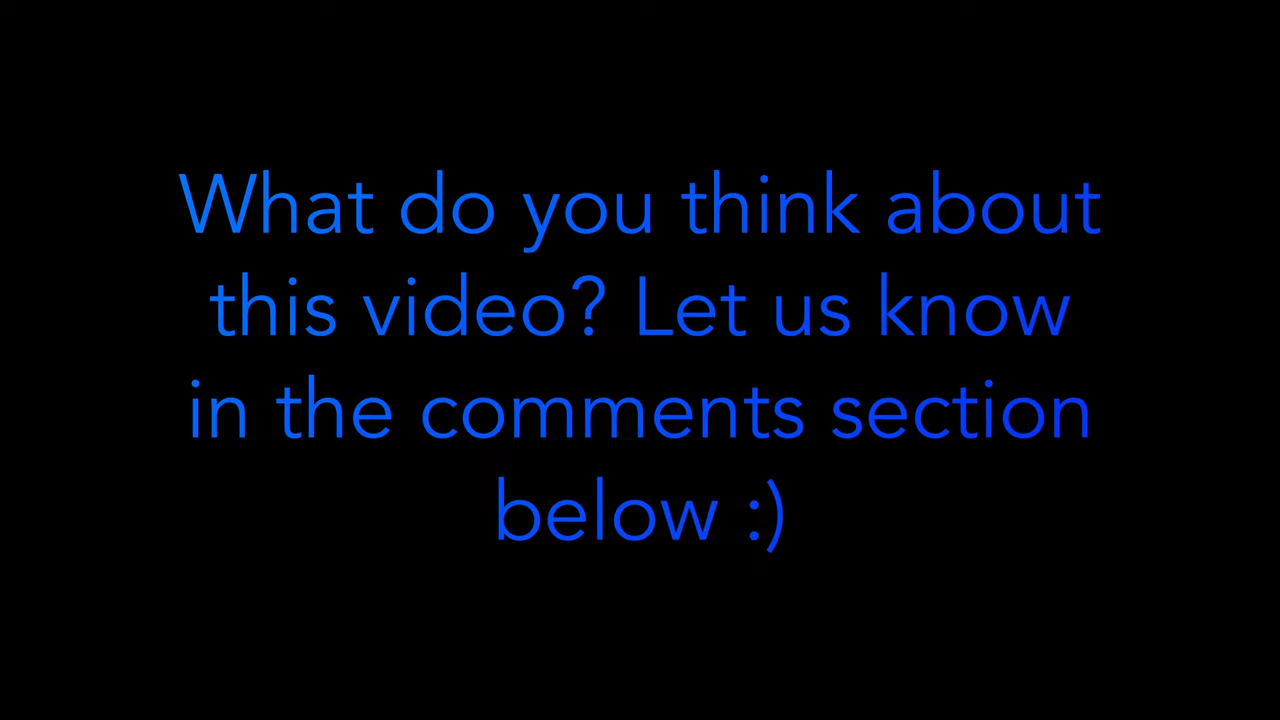 What do you think about
this video? Let us know
in the comments section
below :)